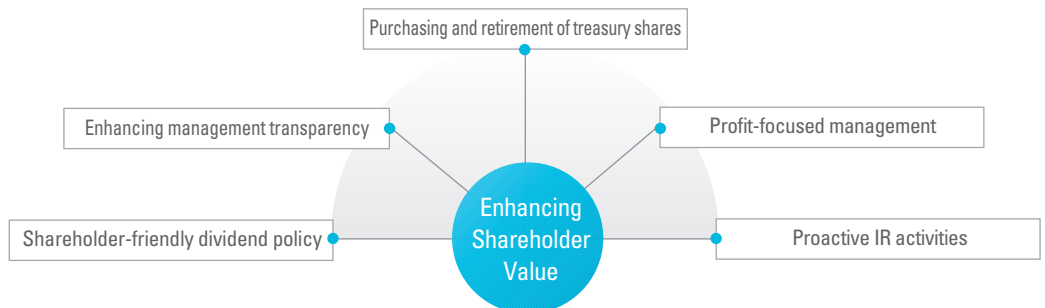 Purchasing and retirement of treasury shares
Enhancing management transparency
Profit-focused management
Shareholder-friendly dividend policy
Enhancing
Shareholder
Value
Proactive IR activities